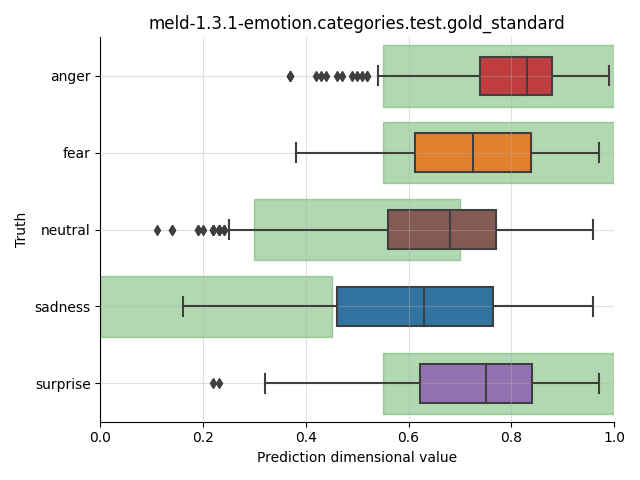 meld-1.3.1-emotion.categories.test.gold_standard
Truth
anger
fear
neutral
sadness
surprise
0.0 0.2 0.4 0.6 0.8 1.0
Prediction dimensional value